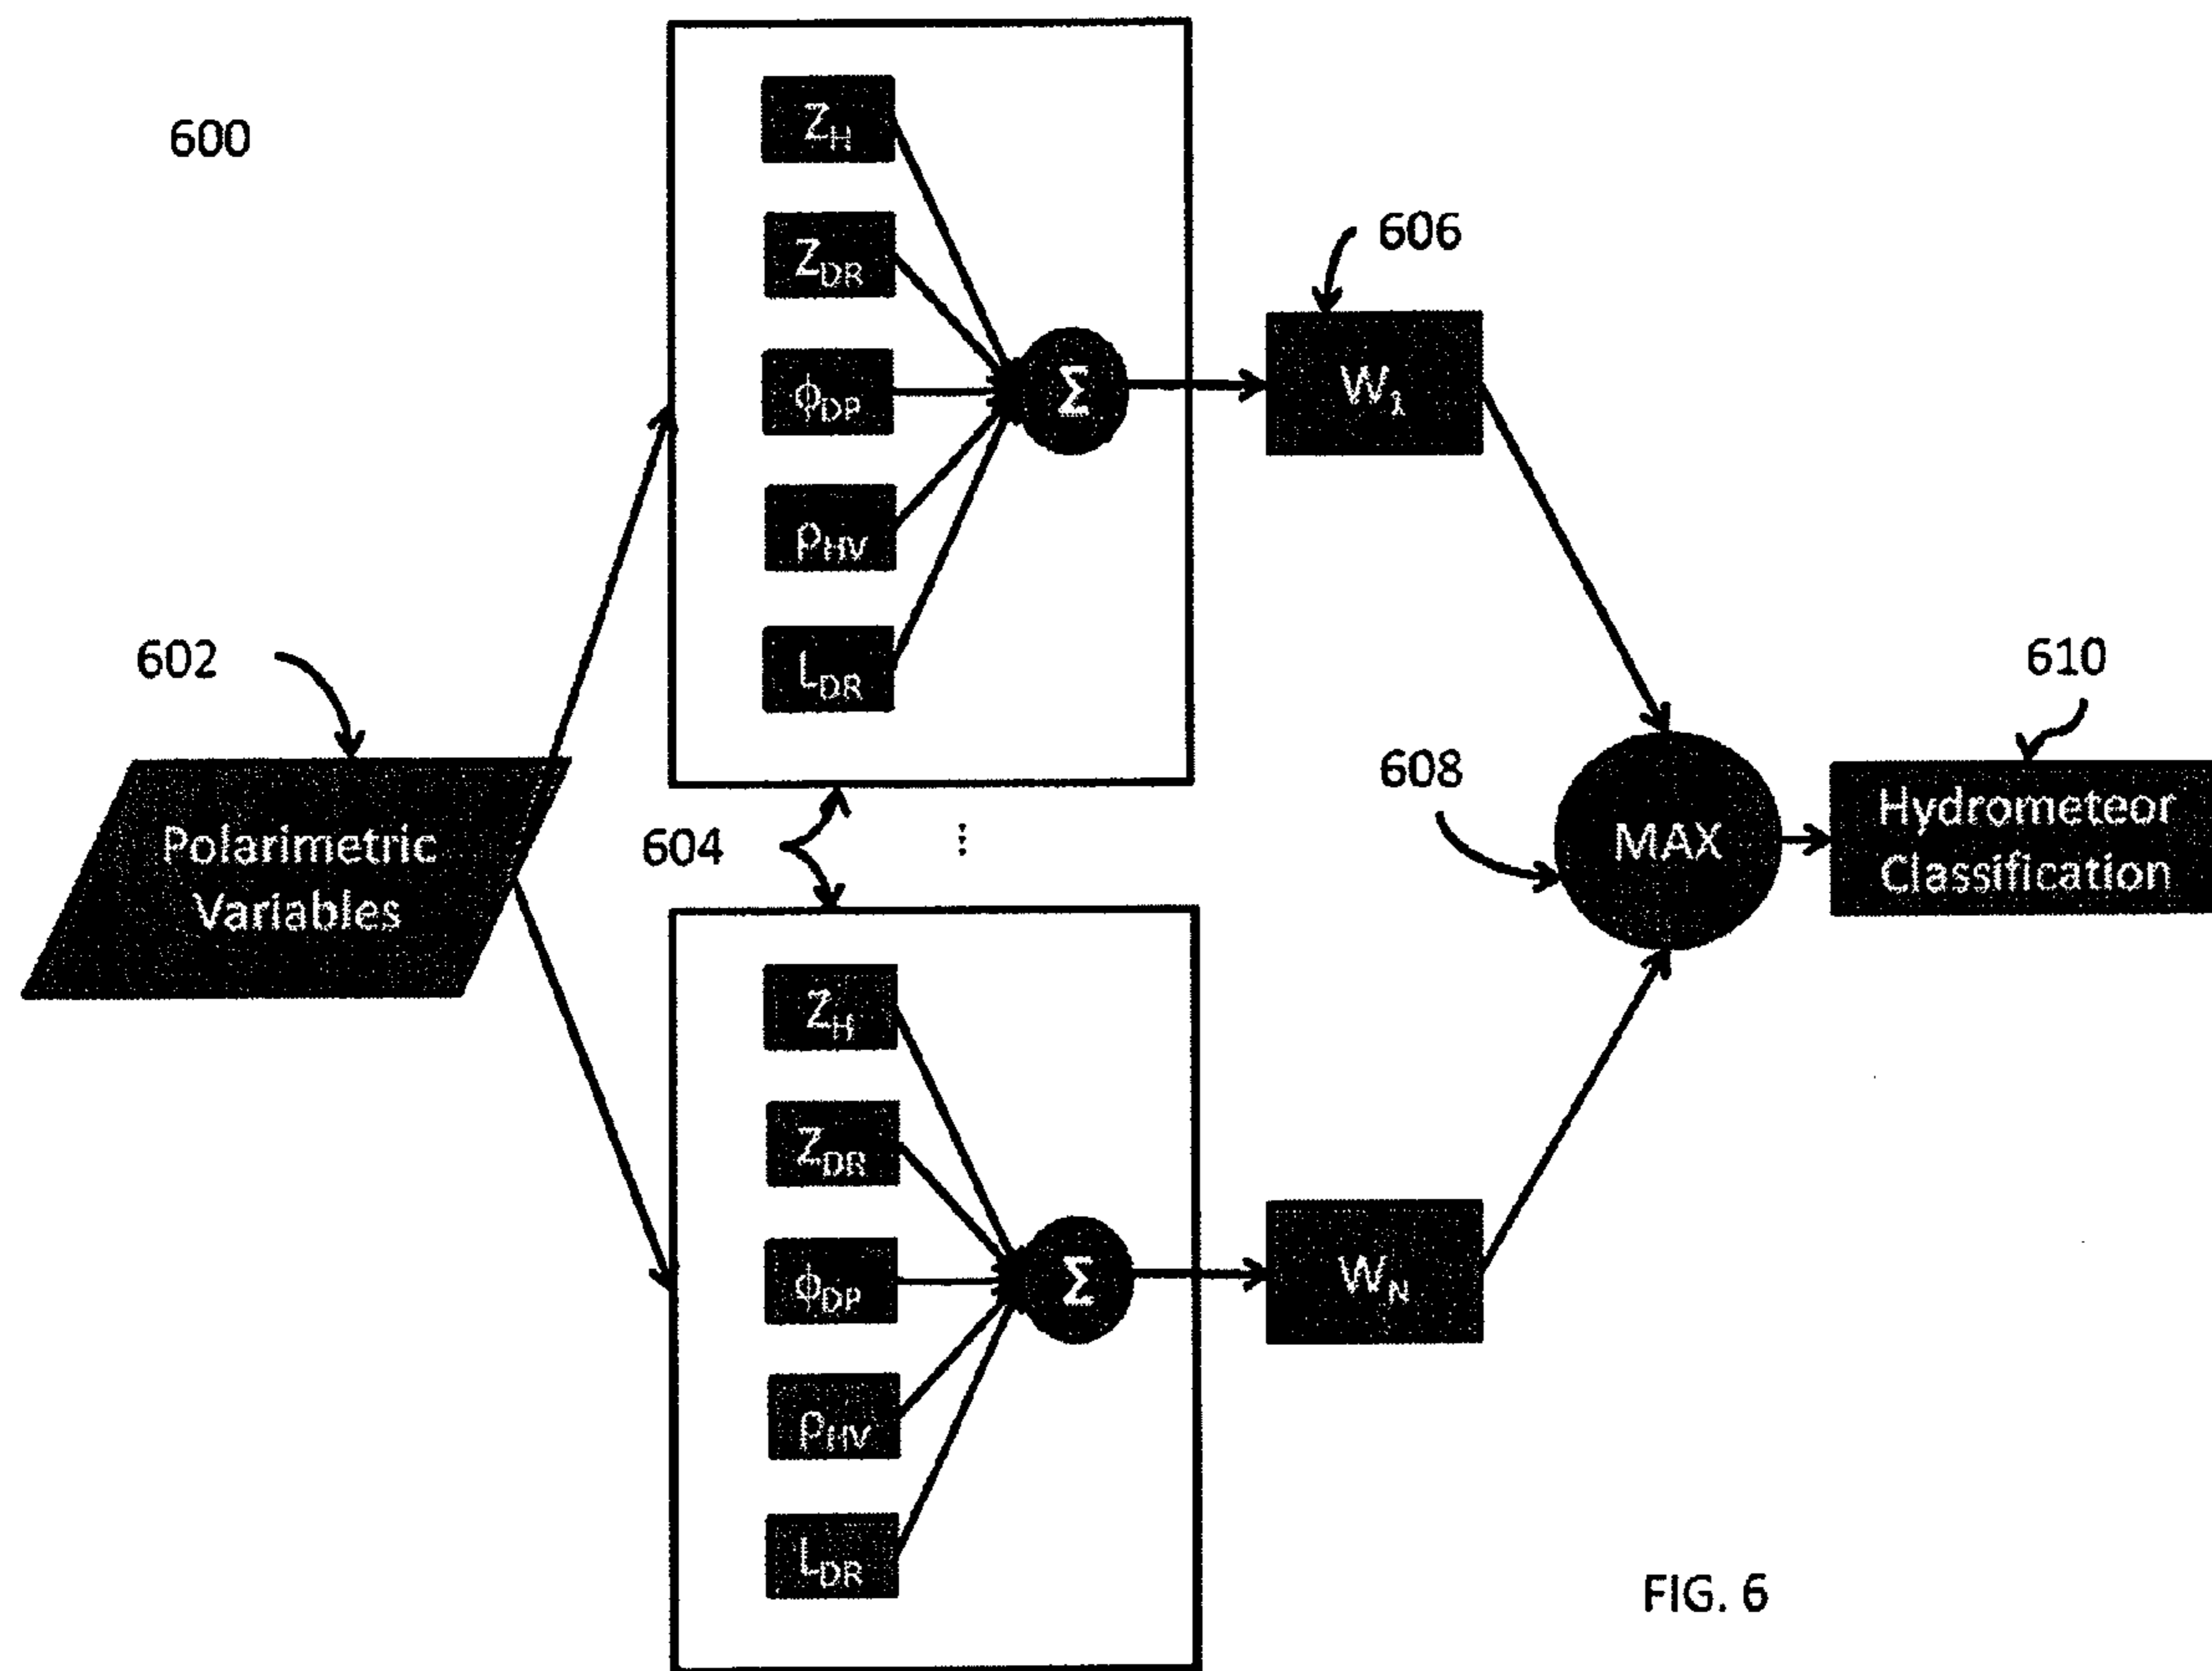 600
Z_H
Z_DR
ϕ_DP
ρ_HV
L_DR
Σ
606
W_1
602
Polarimetric
Variables
604
⋮
608
MAX
610
Hydrometeor
Classification
Z_H
Z_DR
ϕ_DP
ρ_HV
L_DR
Σ
W_N
FIG. 6